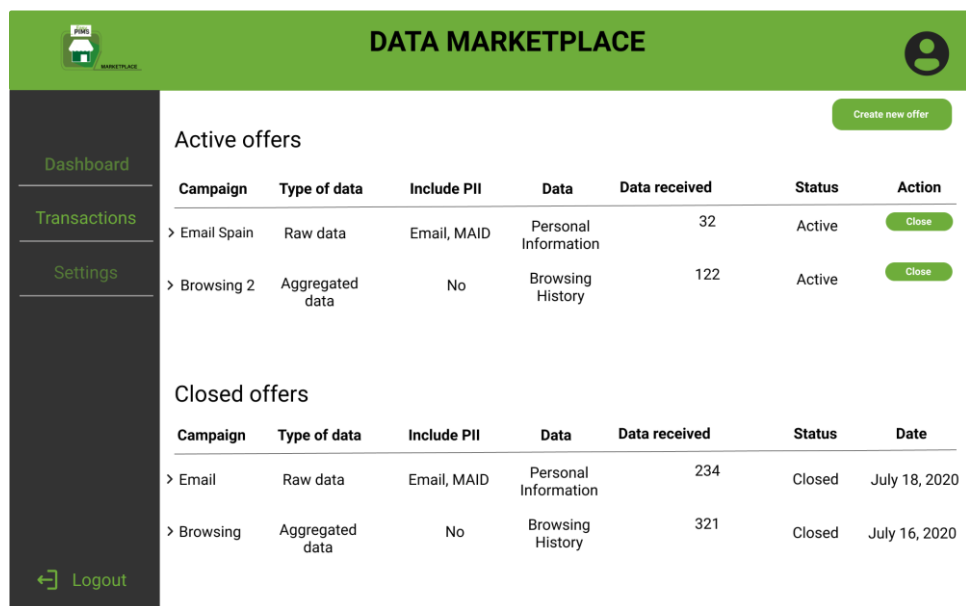 PIMS
MARKETPLACE
DATA MARKETPLACE
Create new offer
Dashboard
Transactions
Settings
Logout
Active offers
Campaign Type of data Include PII Data Data received Status Action
Email Spain Raw data Email, MAID Personal Information 32 Active Close
Browsing 2 Aggregated data No Browsing History 122 Active Close
Closed offers
Campaign Type of data Include PII Data Data received Status Date
Email Raw data Email, MAID Personal Information 234 Closed July 18, 2020
Browsing Aggregated data No Browsing History 321 Closed July 16, 2020